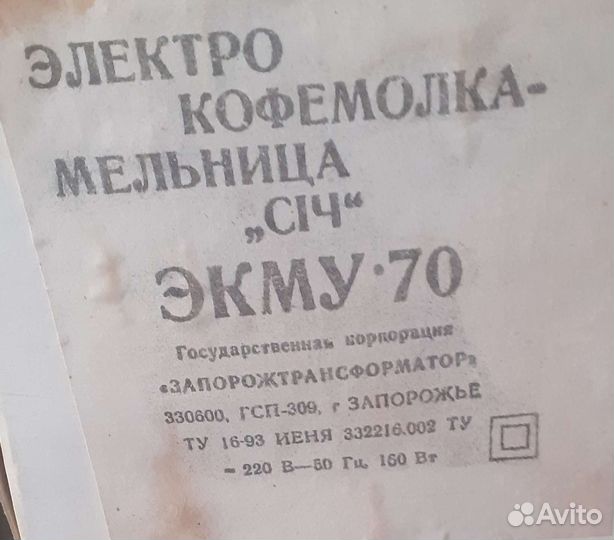 ЭЛЕКТРО
КОФЕМОЛКА-
МЕЛЬНИЦА
„СІЧ“
ЭКМУ·70
Государственная корпорация
«ЗАПОРОЖТРАНСФОРМАТОР»
330600, ГСП-309, г ЗАПОРОЖЬЕ
ТУ 16-93 ИЕНЯ 332216.002 ТУ
~ 220 В—50 Гц, 160 Вт
Avito